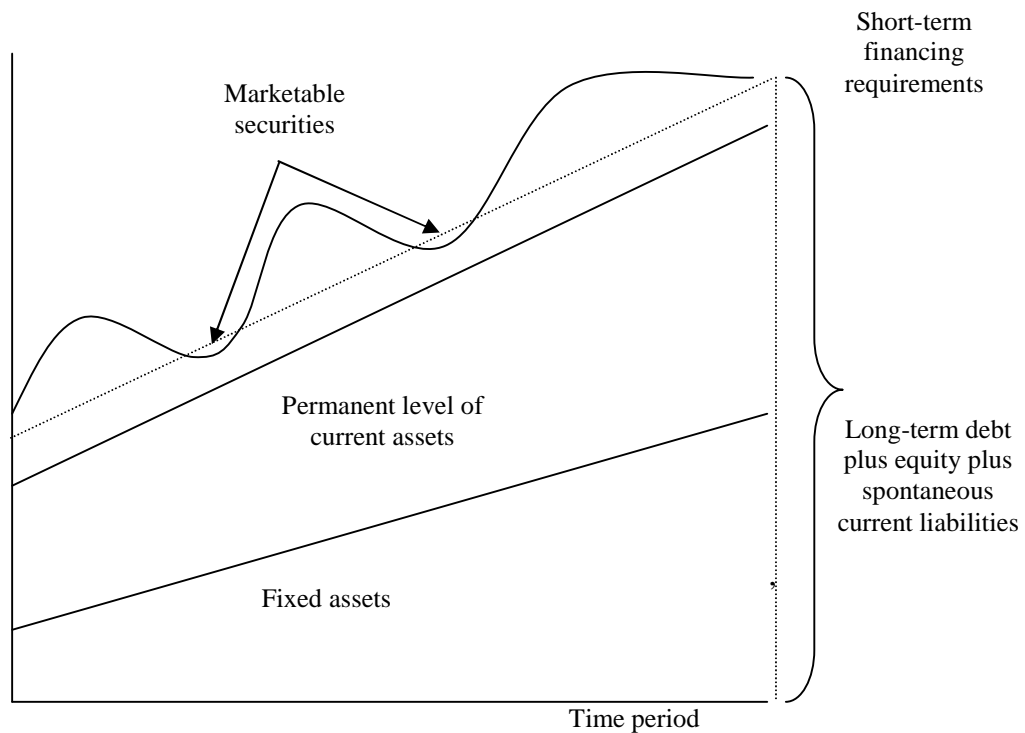 Short-term
financing
requirements
Marketable
securities
Permanent level of
current assets
Long-term debt
plus equity plus
spontaneous
current liabilities
Fixed assets
Time period